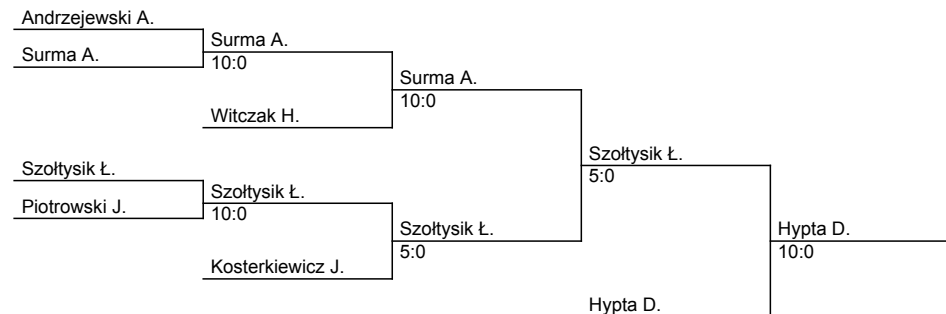 Andrzejewski A.
Surma A.
Surma A.
10:0
Surma A.
10:0
Witczak H.
Szołtysik Ł.
5:0
Szołtysik Ł.
Piotrowski J.
Szołtysik Ł.
10:0
Szołtysik Ł.
5:0
Kosterkiewicz J.
Hypta D.
10:0
Hypta D.